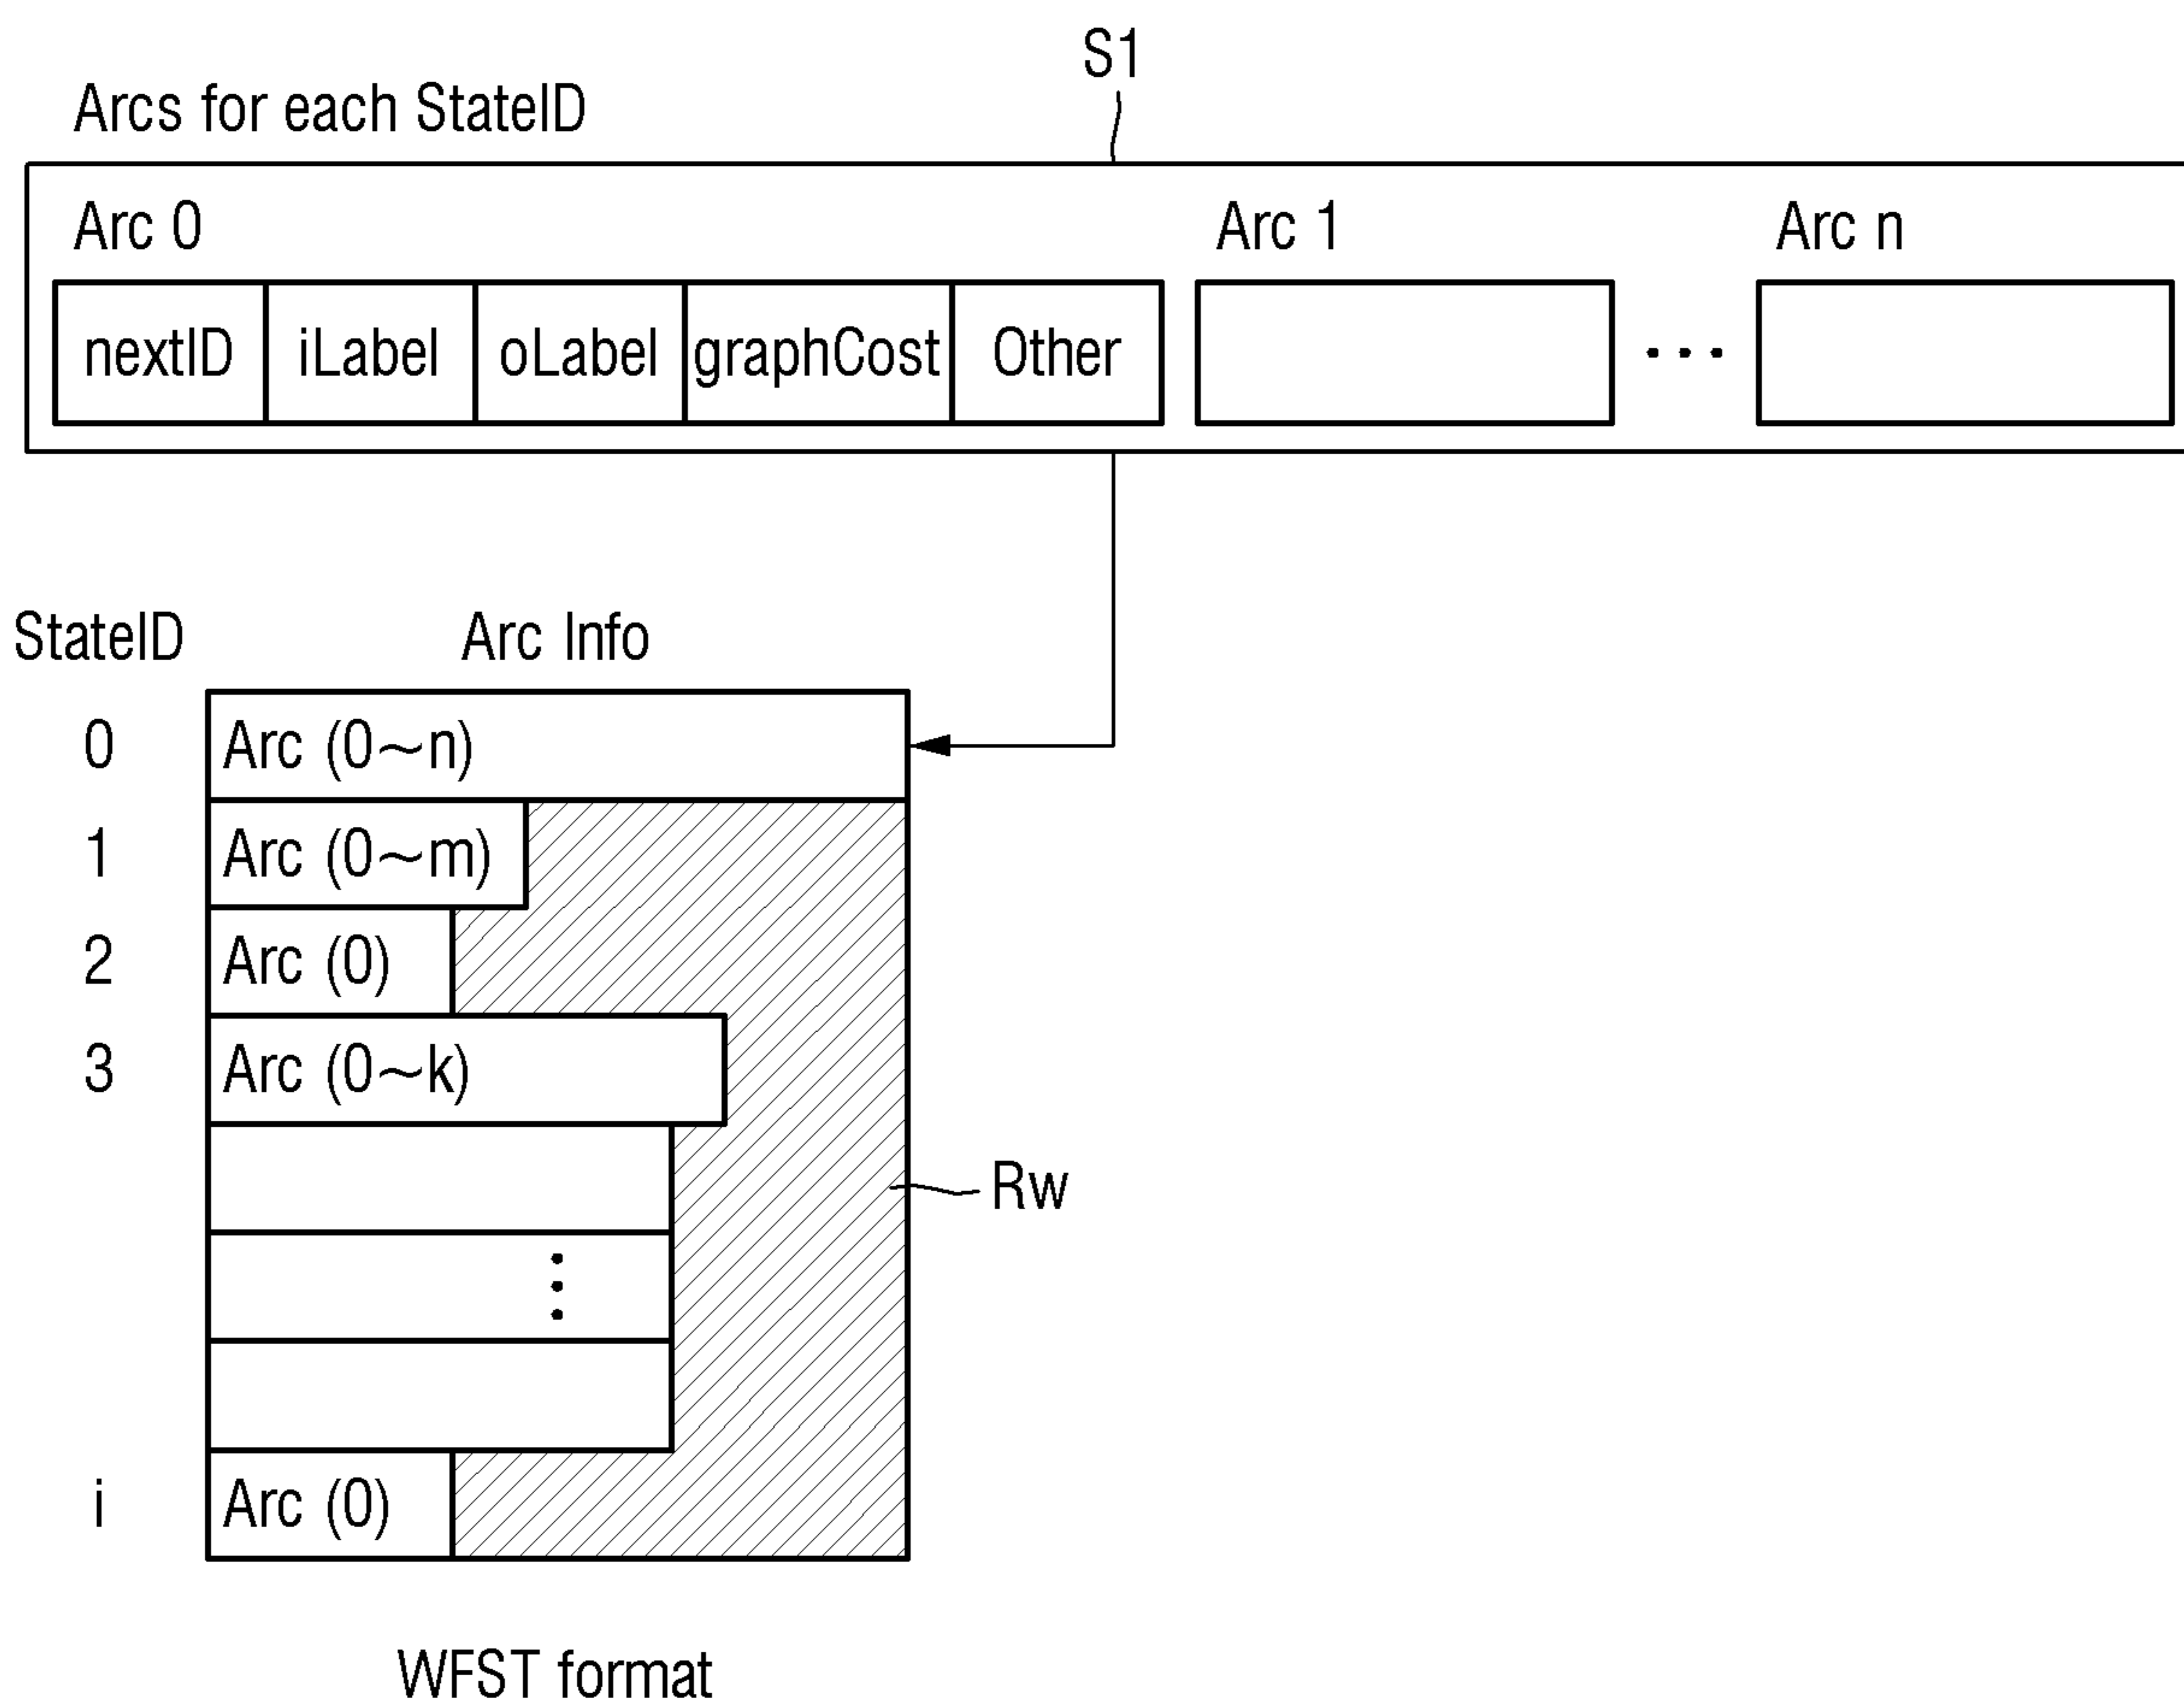 S1
Arcs for each StateID
Arc 0 Arc 1 Arc n
nextID iLabel oLabel graphCost Other ...
StateID Arc Info
0 Arc (0~n)
1 Arc (0~m)
2 Arc (0)
3 Arc (0~k)
Rw
i Arc (0)
WFST format